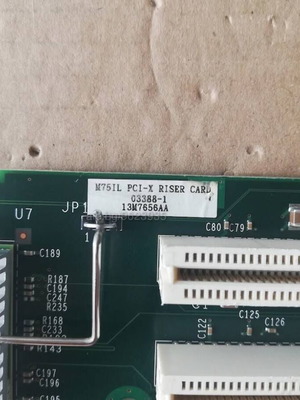 M75IL PCI-X RISER CARD
03388-1
13M7656AA
U7
JP1
1
C80
C79
C189
R187
C194
C247
R235
R168
C233
R143
C125
C122
C126
C197
C196